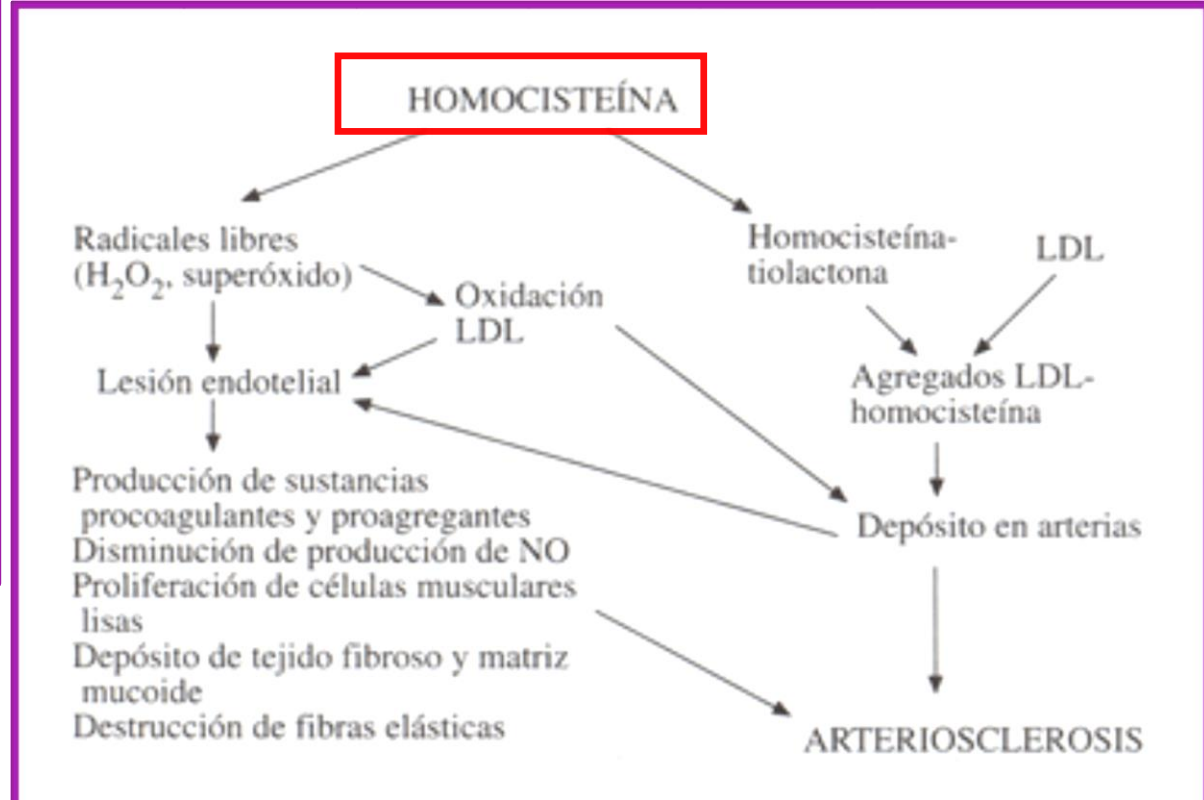 HOMOCISTEÍNA
Radicales libres
(H₂O₂, superóxido)
Homocisteína-
tiolactona
LDL
Oxidación
LDL
Lesión endotelial
Agregados LDL-
homocisteína
Producción de sustancias
procoagulantes y proagregantes
Disminución de producción de NO
Proliferación de células musculares
lisas
Depósito de tejido fibroso y matriz
mucoide
Destrucción de fibras elásticas
Depósito en arterias
ARTERIOSCLEROSIS